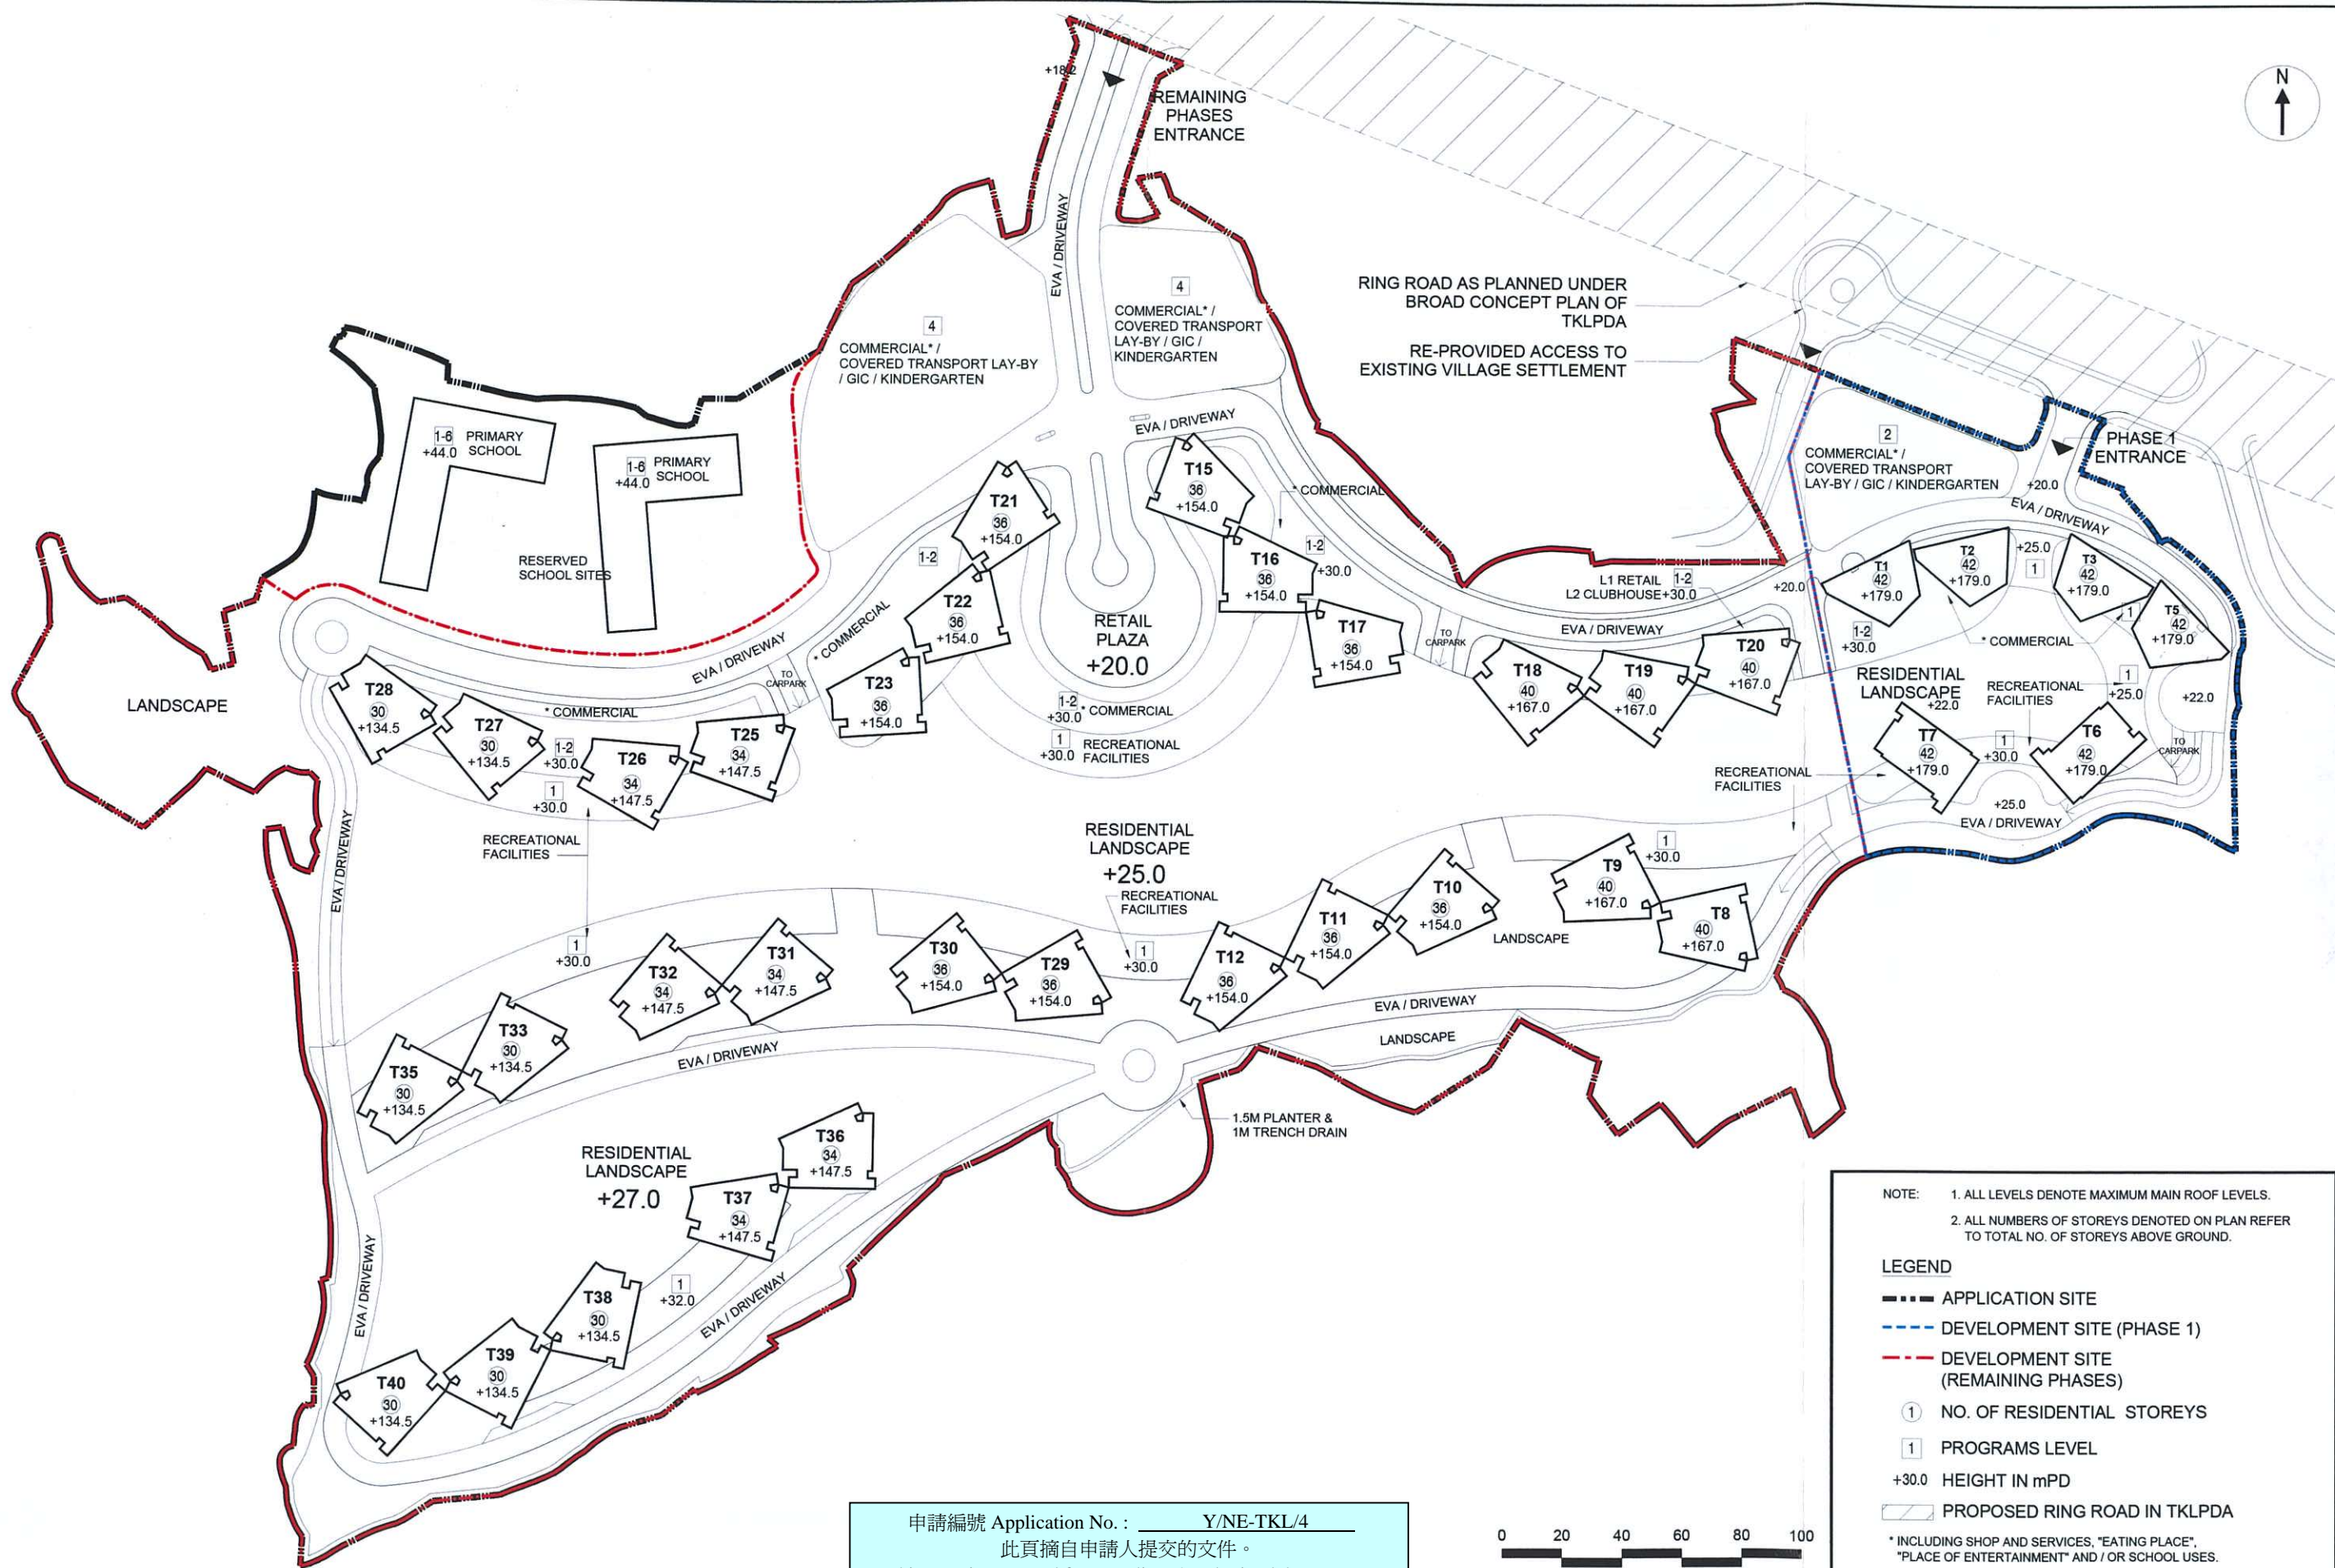 N
+18.2
REMAINING
PHASES
ENTRANCE
EVA / DRIVEWAY
4
COMMERCIAL* /
COVERED TRANSPORT LAY-BY
/ GIC / KINDERGARTEN
4
COMMERCIAL* /
COVERED TRANSPORT
LAY-BY / GIC /
KINDERGARTEN
RING ROAD AS PLANNED UNDER
BROAD CONCEPT PLAN OF
TKLPDA
RE-PROVIDED ACCESS TO
EXISTING VILLAGE SETTLEMENT
2
COMMERCIAL* /
COVERED TRANSPORT
LAY-BY / GIC / KINDERGARTEN
PHASE 1
ENTRANCE
+20.0
EVA / DRIVEWAY
1-6 PRIMARY
+44.0 SCHOOL
1-6 PRIMARY
+44.0 SCHOOL
RESERVED
SCHOOL SITES
EVA / DRIVEWAY
T15
36
+154.0
* COMMERCIAL
T21
36
+154.0
1-2
T16
36
+154.0
1-2
+30.0
T22
36
+154.0
* COMMERCIAL
RETAIL
PLAZA
+20.0
T17
36
+154.0
TO
CARPARK
L1 RETAIL 1-2
L2 CLUBHOUSE+30.0
+20.0
EVA / DRIVEWAY
T1
42
+179.0
T2
42
+179.0
+25.0
1
T3
42
+179.0
1
T5
42
+179.0
1-2
+30.0
* COMMERCIAL
RESIDENTIAL
LANDSCAPE
+22.0
RECREATIONAL
FACILITIES
1
+25.0
+22.0
TO
CARPARK
T18
40
+167.0
T19
40
+167.0
T20
40
+167.0
T7
42
+179.0
1
+30.0
T6
42
+179.0
+25.0
EVA / DRIVEWAY
RECREATIONAL
FACILITIES
LANDSCAPE
EVA / DRIVEWAY
TO
CARPARK
T23
36
+154.0
1-2
+30.0 * COMMERCIAL
1
+30.0
RECREATIONAL
FACILITIES
T28
30
+134.5
T27
30
+134.5
* COMMERCIAL
1-2
+30.0
T26
34
+147.5
T25
34
+147.5
1
+30.0
RECREATIONAL
FACILITIES
EVA / DRIVEWAY
RESIDENTIAL
LANDSCAPE
+25.0
RECREATIONAL
FACILITIES
1
+30.0
T9
40
+167.0
T8
40
+167.0
T10
36
+154.0
LANDSCAPE
T11
36
+154.0
T12
36
+154.0
1
+30.0
T29
36
+154.0
T30
36
+154.0
T31
34
+147.5
T32
34
+147.5
1
+30.0
T33
30
+134.5
T35
30
+134.5
EVA / DRIVEWAY
EVA / DRIVEWAY
LANDSCAPE
1.5M PLANTER &
1M TRENCH DRAIN
RESIDENTIAL
LANDSCAPE
+27.0
T36
34
+147.5
T37
34
+147.5
1
+32.0
T38
30
+134.5
T39
30
+134.5
T40
30
+134.5
EVA / DRIVEWAY
EVA / DRIVEWAY
NOTE: 1. ALL LEVELS DENOTE MAXIMUM MAIN ROOF LEVELS.
2. ALL NUMBERS OF STOREYS DENOTED ON PLAN REFER
TO TOTAL NO. OF STOREYS ABOVE GROUND.
LEGEND
APPLICATION SITE
DEVELOPMENT SITE (PHASE 1)
DEVELOPMENT SITE
(REMAINING PHASES)
1 NO. OF RESIDENTIAL STOREYS
1 PROGRAMS LEVEL
+30.0 HEIGHT IN mPD
PROPOSED RING ROAD IN TKLPDA
* INCLUDING SHOP AND SERVICES, "EATING PLACE",
"PLACE OF ENTERTAINMENT" AND / OR SCHOOL USES.
0 20 40 60 80 100
申請編號 Application No. : Y/NE-TKL/4
此頁摘自申請人提交的文件。